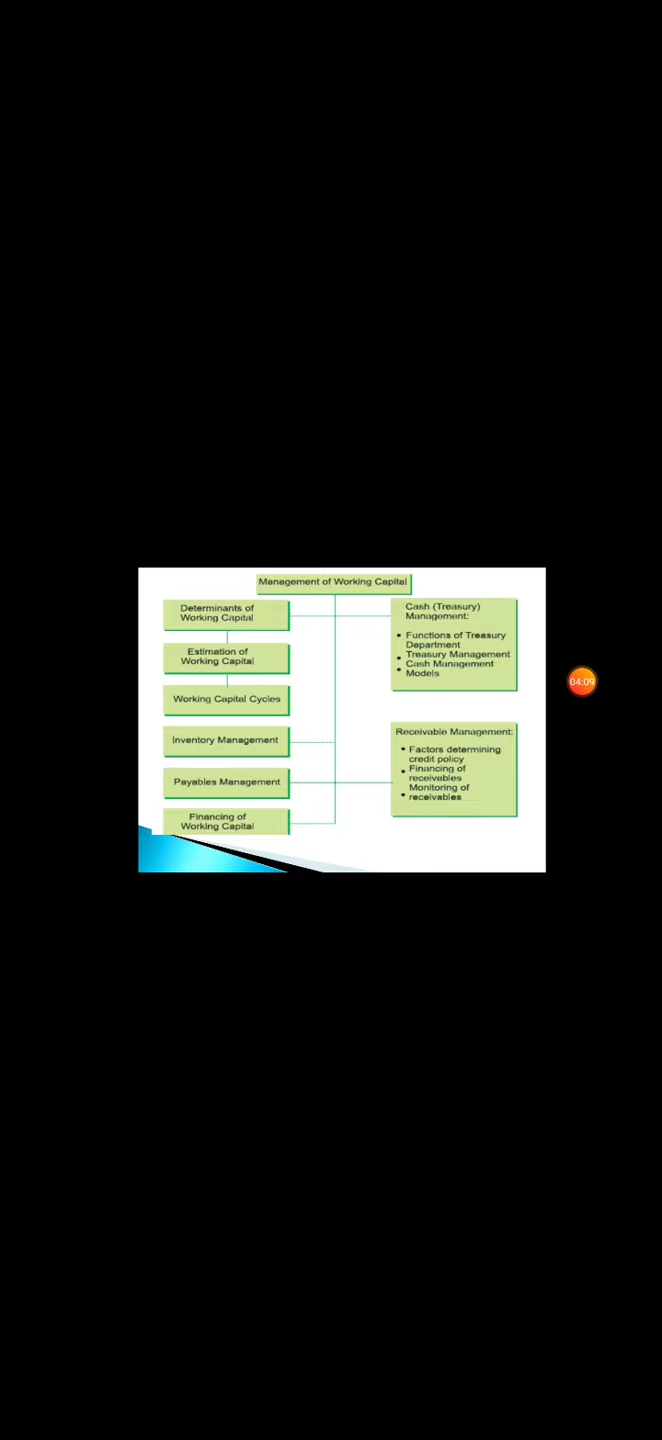 Management of Working Capital
Determinants of
Working Capital
Estimation of
Working Capital
Working Capital Cycles
Inventory Management
Payables Management
Financing of
Working Capital
Cash (Treasury)
Management:
• Functions of Treasury
Department
• Treasury Management
• Cash Management
Models
Receivable Management:
• Factors determining
credit policy
• Financing of
receivables
Monitoring of
• receivables
04:09